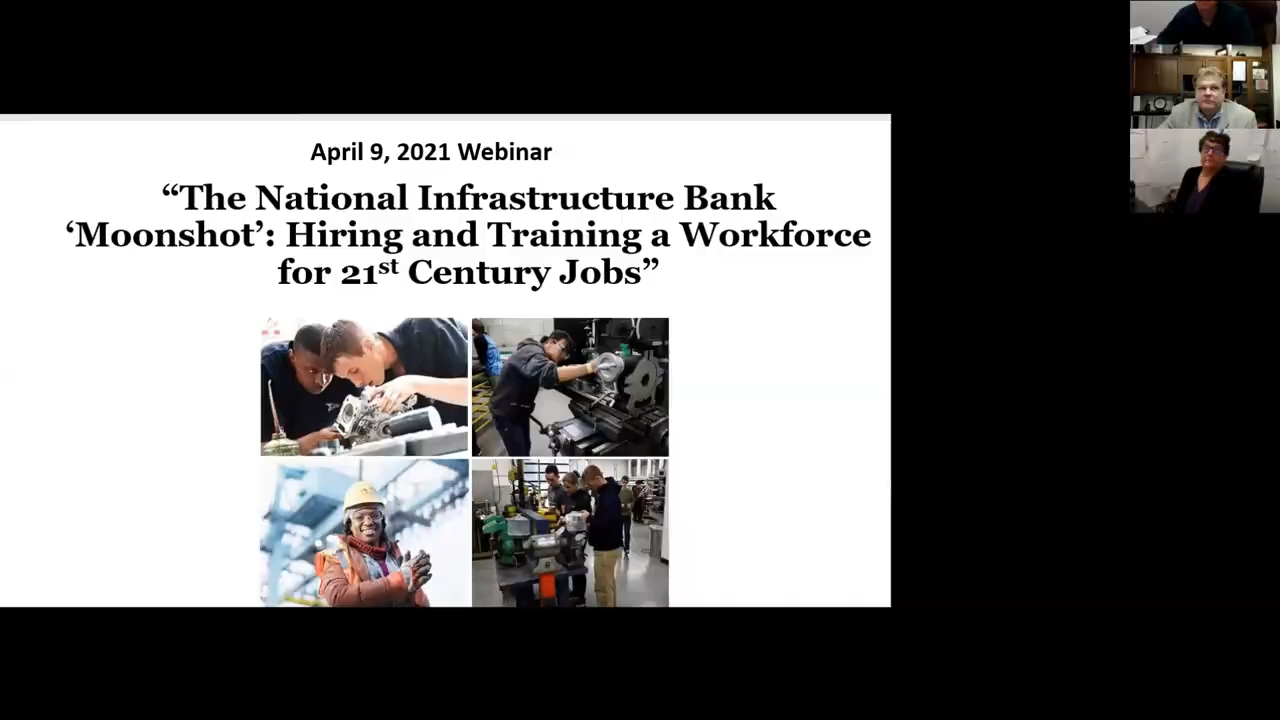 April 9, 2021 Webinar
“The National Infrastructure Bank
‘Moonshot’: Hiring and Training a Workforce
for 21st Century Jobs”